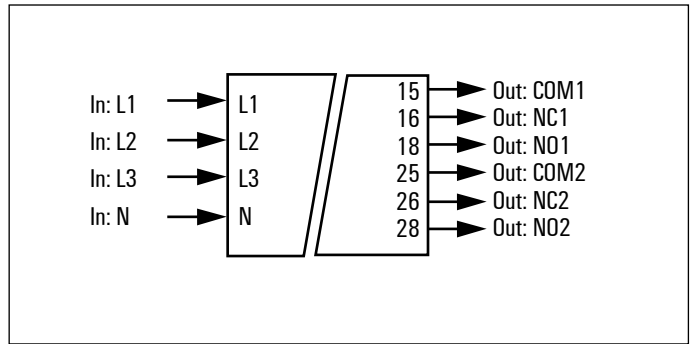 In: L1 L1
In: L2 L2
In: L3 L3
In: N N
15 Out: COM1
16 Out: NC1
18 Out: NO1
25 Out: COM2
26 Out: NC2
28 Out: NO2